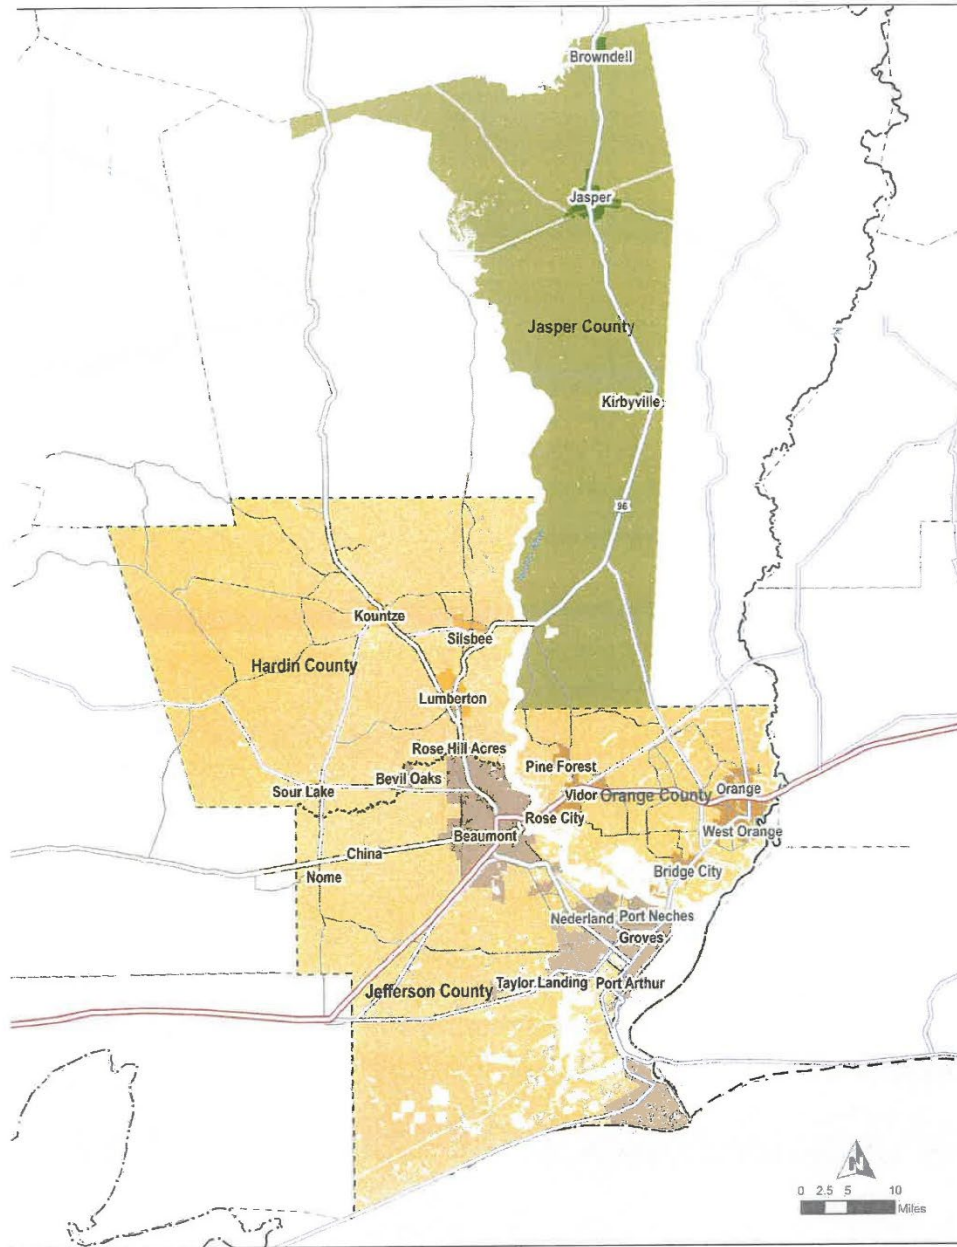 Browndell
Jasper
Jasper County
Kirbyville
96
Kountze
Silsbee
Hardin County
Lumberton
Rose Hill Acres
Pine Forest
Bevil Oaks
Sour Lake
Vidor
Orange County
Orange
Rose City
West Orange
Beaumont
China
Nome
Bridge City
Nederland
Port Neches
Groves
Taylor Landing
Port Arthur
Jefferson County
N
0 2.5 5 10
Miles